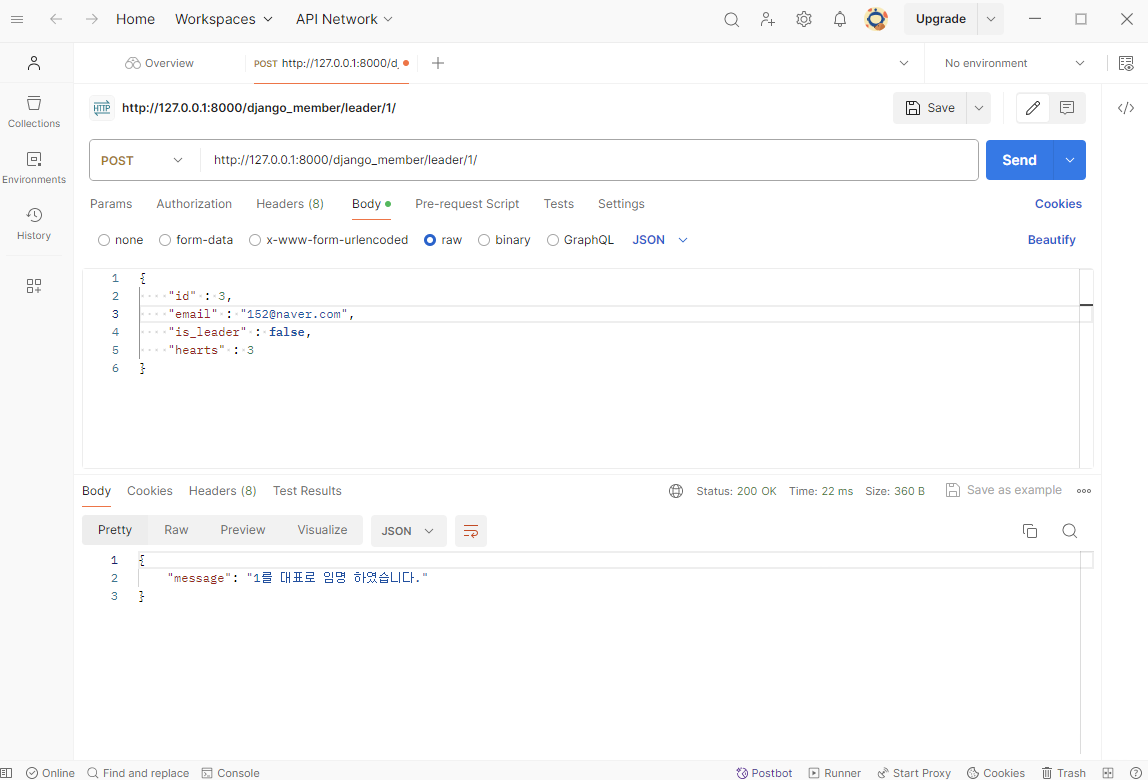 Home Workspaces API Network Upgrade
Overview POST http://127.0.0.1:8000/d No environment
HTTP http://127.0.0.1:8000/django_member/leader/1/ Save
Collections
Environments
History
POST http://127.0.0.1:8000/django_member/leader/1/ Send
Params Authorization Headers (8) Body Pre-request Script Tests Settings Cookies
none form-data x-www-form-urlencoded raw binary GraphQL JSON Beautify
1 {
2 "id" : 3,
3 "email" : "152@naver.com",
4 "is_leader" : false,
5 "hearts" : 3
6 }
Body Cookies Headers (8) Test Results Status: 200 OK Time: 22 ms Size: 360 B Save as example
Pretty Raw Preview Visualize JSON
1 {
2 "message": "1를 대표로 임명 하였습니다."
3 }
Online Find and replace Console Postbot Runner Start Proxy Cookies Trash